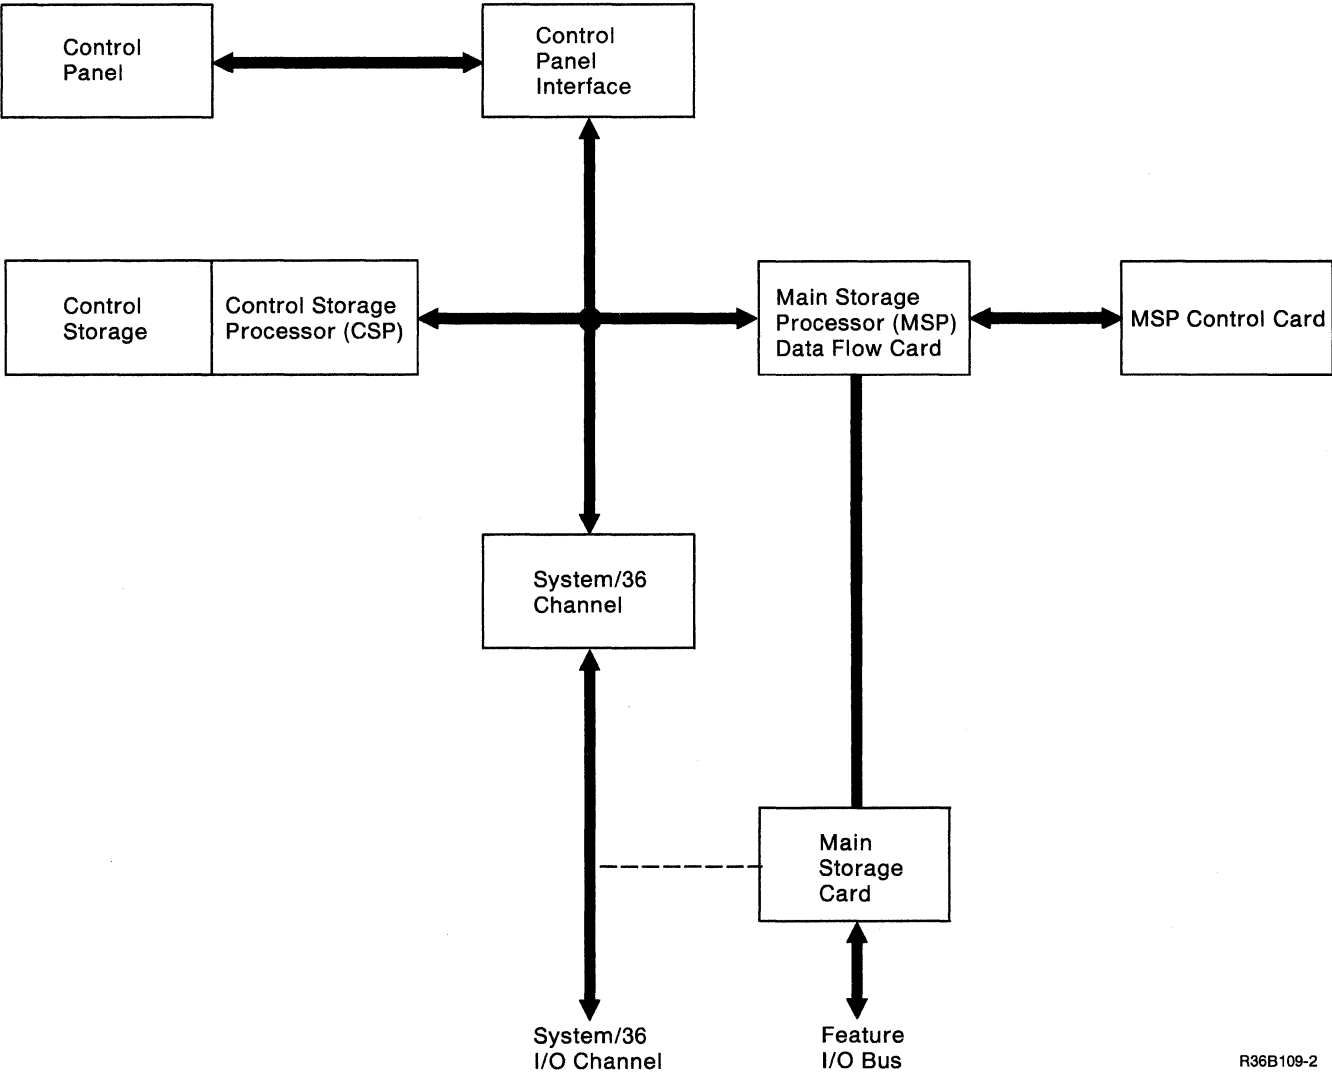 Control
Panel
Control
Panel
Interface
Control
Storage
Control Storage
Processor (CSP)
Main Storage
Processor (MSP)
Data Flow Card
MSP Control Card
System/36
Channel
Main
Storage
Card
System/36
I/O Channel
Feature
I/O Bus
R36B109-2